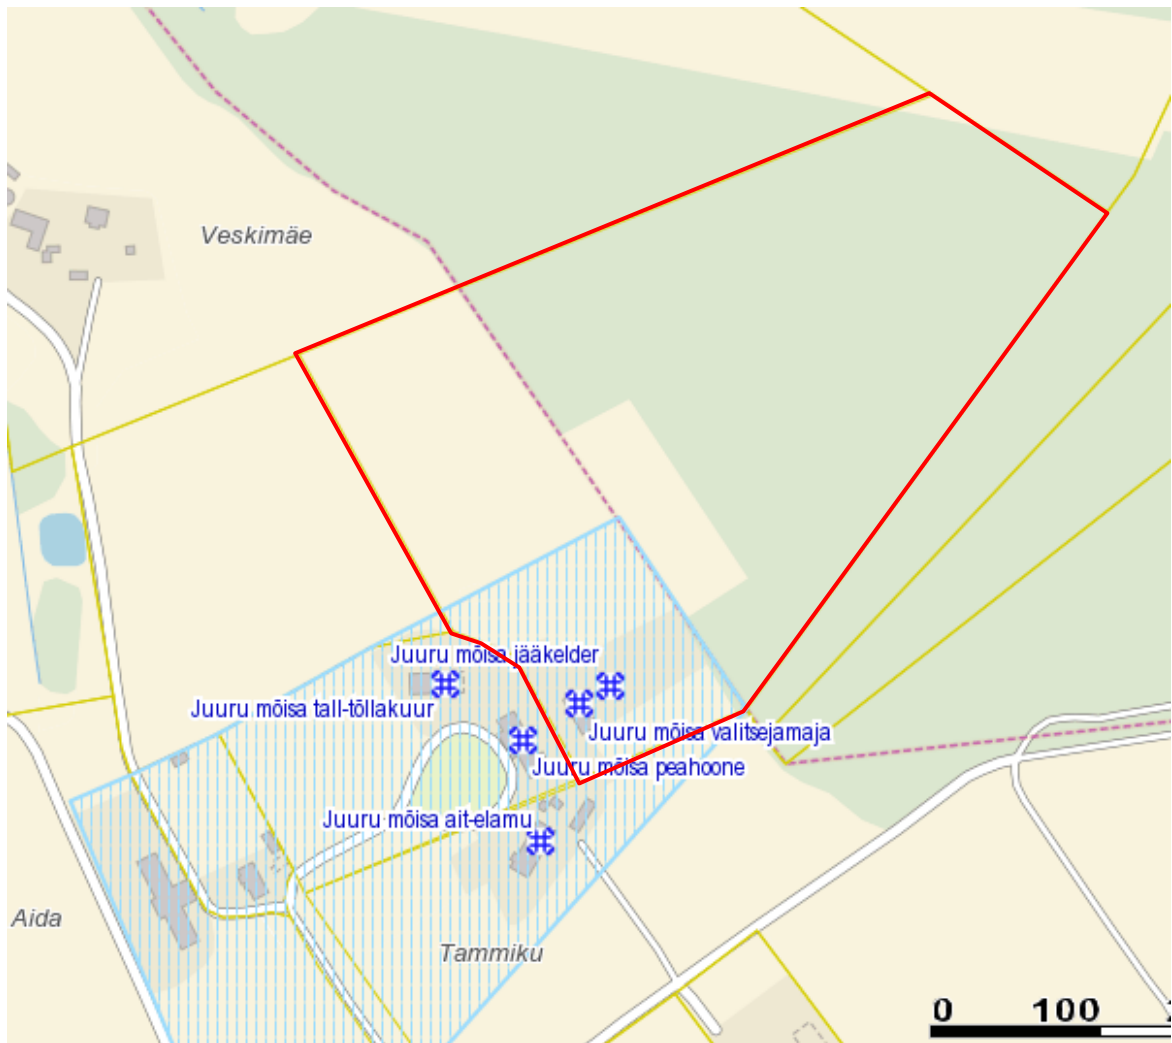 Veskimäe
Juuru mõisa jääkelder
Juuru mõisa tall-tõllakuur
Juuru mõisa valitsejamaja
Juuru mõisa peahoone
Juuru mõisa ait-elamu
Aida
Tammiku
0 100